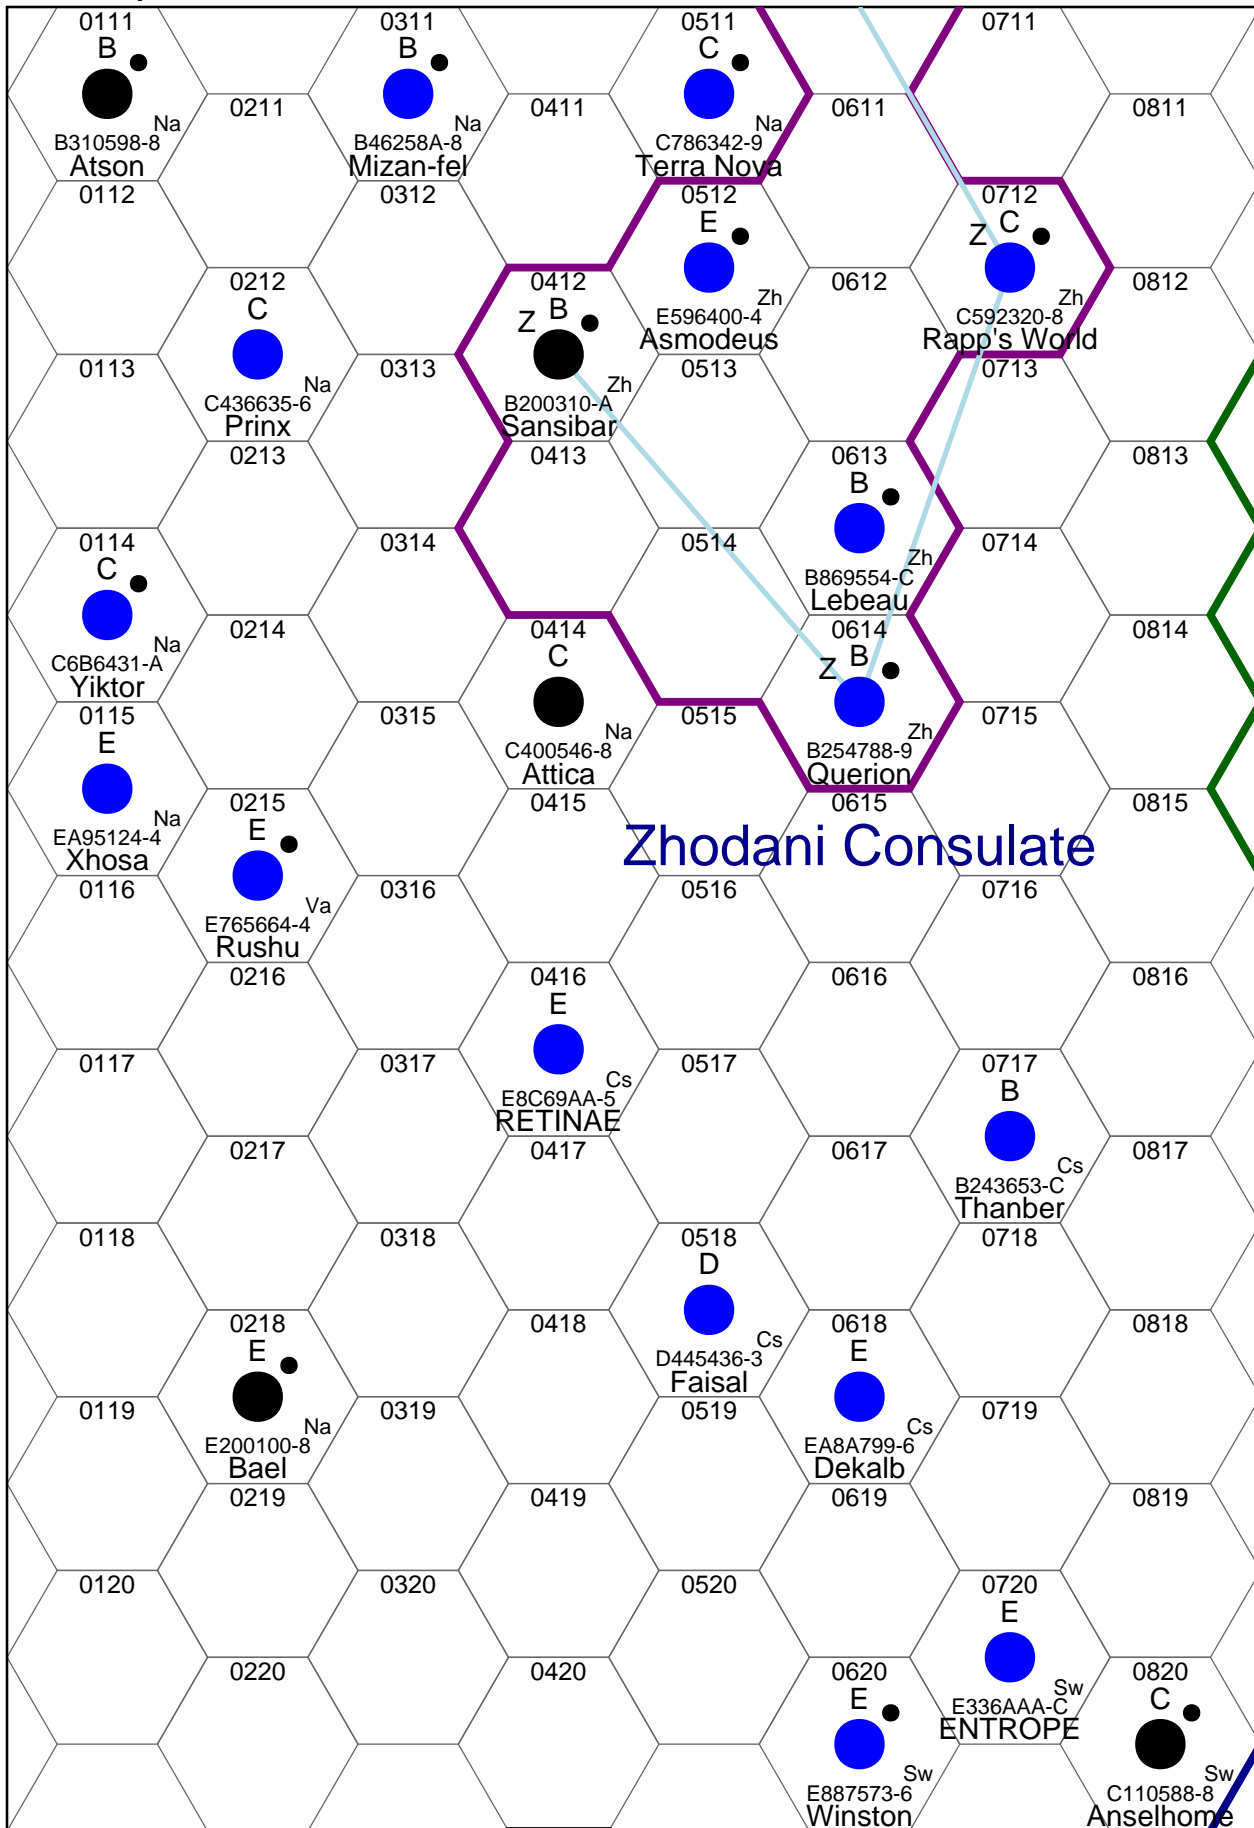 0111 0311 0511 0711
B B C
0211 0411 0611 0811
Na Na Na
B310598-8 B46258A-8 C786342-9
Atson Mizan-fel Terra Nova
0112 0312 0512 0712
E Z C
0212 0412 0612 0812
C Z B Zh Zh
E596400-4 C592320-8
Asmodeus Rapp's World
0113 0313 0513 0713
Na Zh
C436635-6 B200310-A
Prinx Sansibar
0213 0413 0613 0813
B
0114 0314 0514 0714
C Zh
B869554-C
Lebeau
0214 0414 0614 0814
Na C Z B
C6B6431-A
Yiktor
0115 0315 0515 0715
E Na Zh
C400546-8 B254788-9
Attica Querion
0215 0415 0615 0815
Na E
EA95124-4
Xhosa
Zhodani Consulate
0116 0316 0516 0716
Va
E765664-4
Rushu
0216 0416 0616 0816
E
0117 0317 0517 0717
Cs B
E8C69AA-5
RETINAE
0217 0417 0617 0817
Cs
B243653-C
Thanber
0118 0318 0518 0718
D
0218 0418 0618 0818
E Cs E
D445436-3
Faisal
0119 0319 0519 0719
Na Cs
E200100-8 EA8A799-6
Bael Dekalb
0219 0419 0619 0819
0120 0320 0520 0720
E
0220 0420 0620 0820
E Sw C
E336AAA-C
ENTROPE
Sw Sw
E887573-6 C110588-8
Winston Anselhome